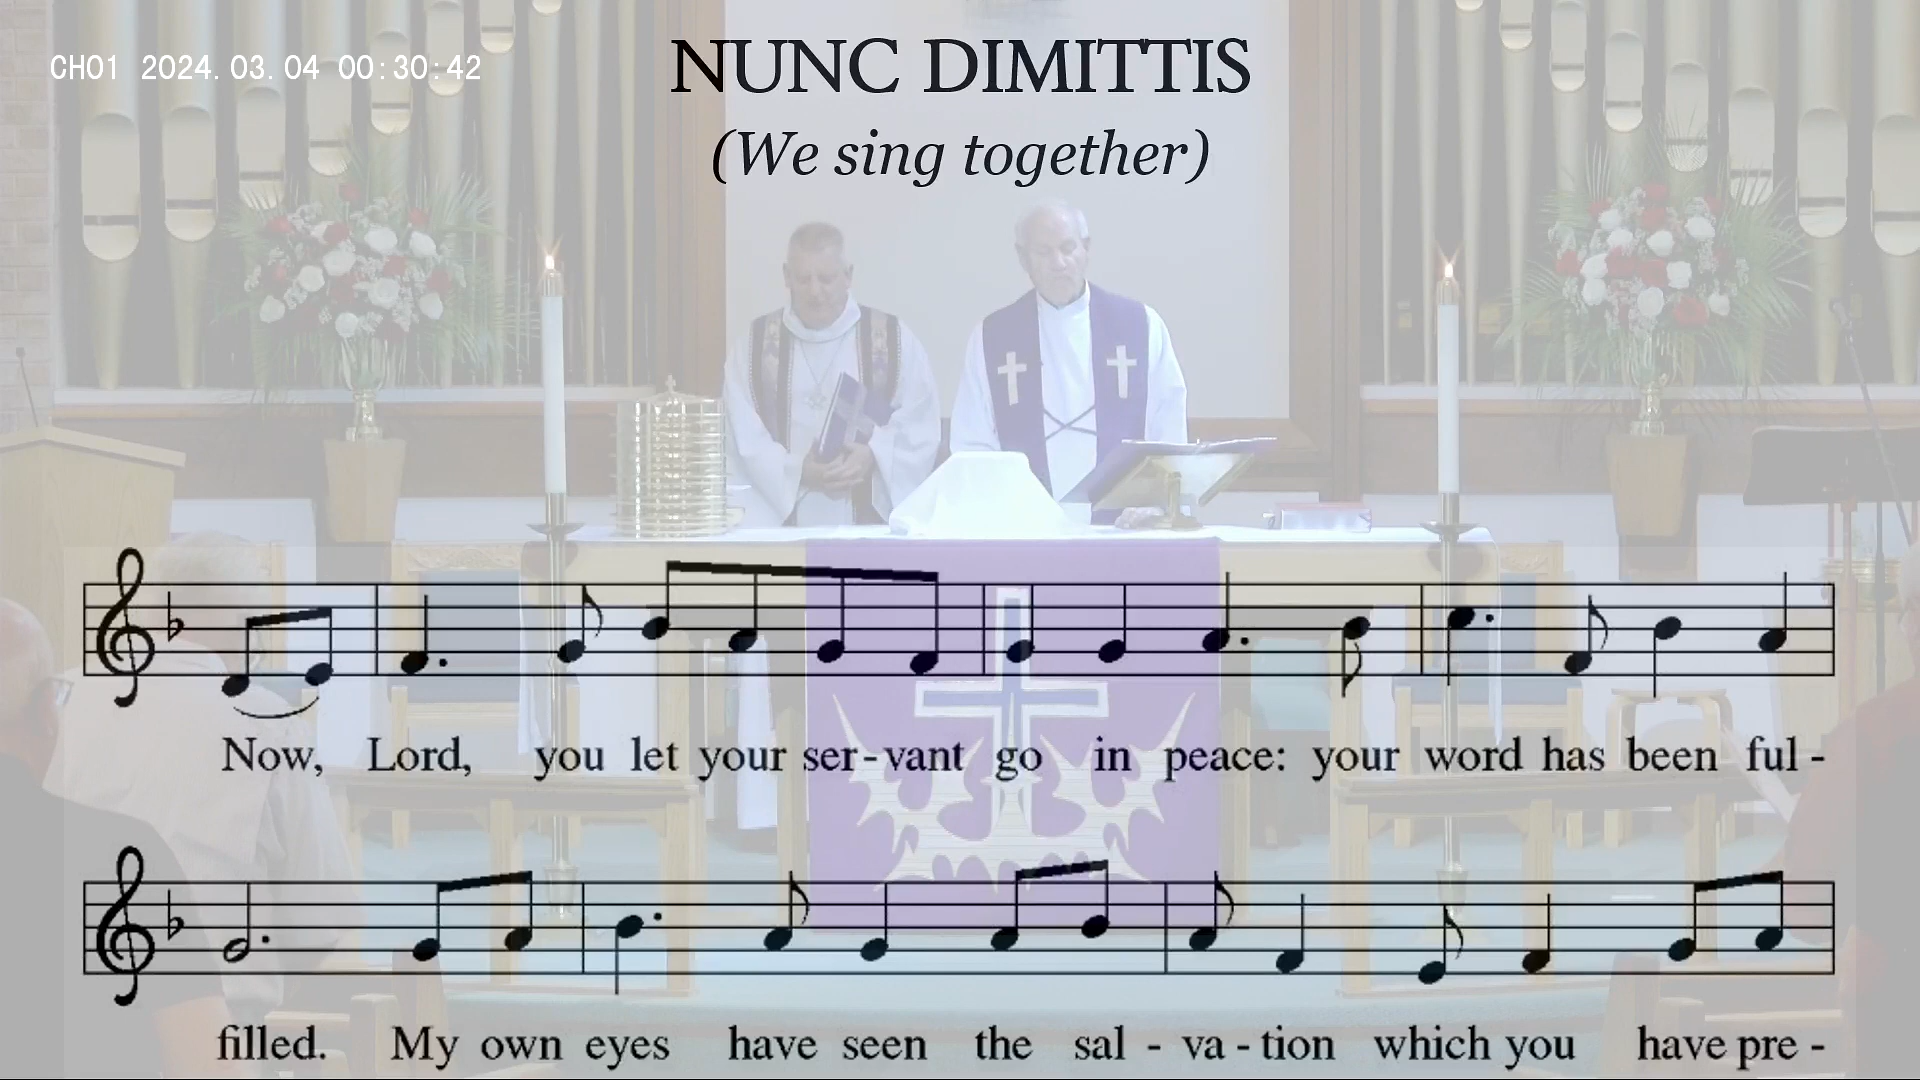 CH01 2024.03.04 00:30:42
NUNC DIMITTIS
(We sing together)
Now, Lord, you let your ser-vant go in peace: your word has been ful-
filled. My own eyes have seen the sal - va - tion which you have pre -